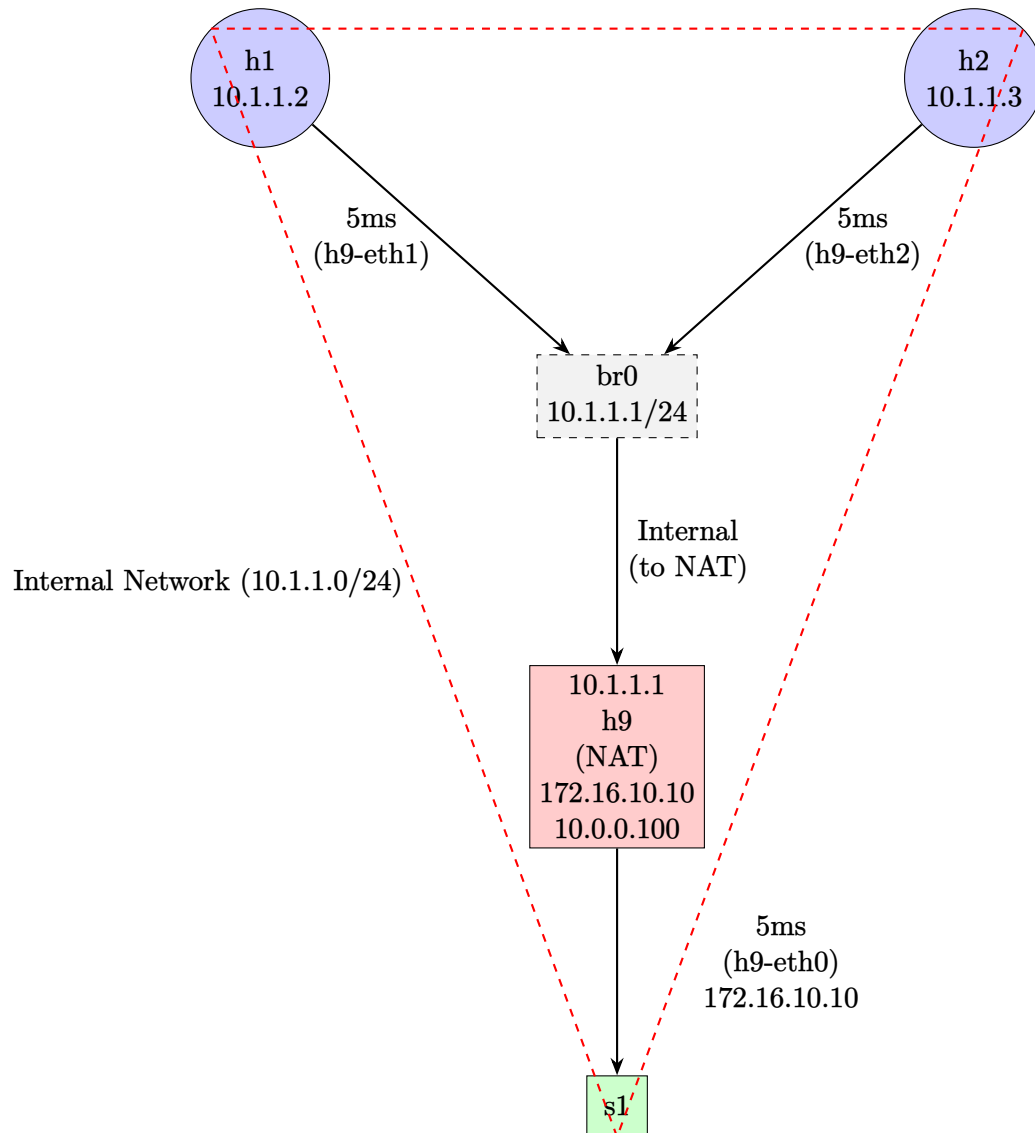 h1
10.1.1.2
h2
10.1.1.3
5ms
(h9-eth1)
5ms
(h9-eth2)
br0
10.1.1.1/24
Internal
(to NAT)
Internal Network (10.1.1.0/24)
10.1.1.1
h9
(NAT)
172.16.10.10
10.0.0.100
5ms
(h9-eth0)
172.16.10.10
s1